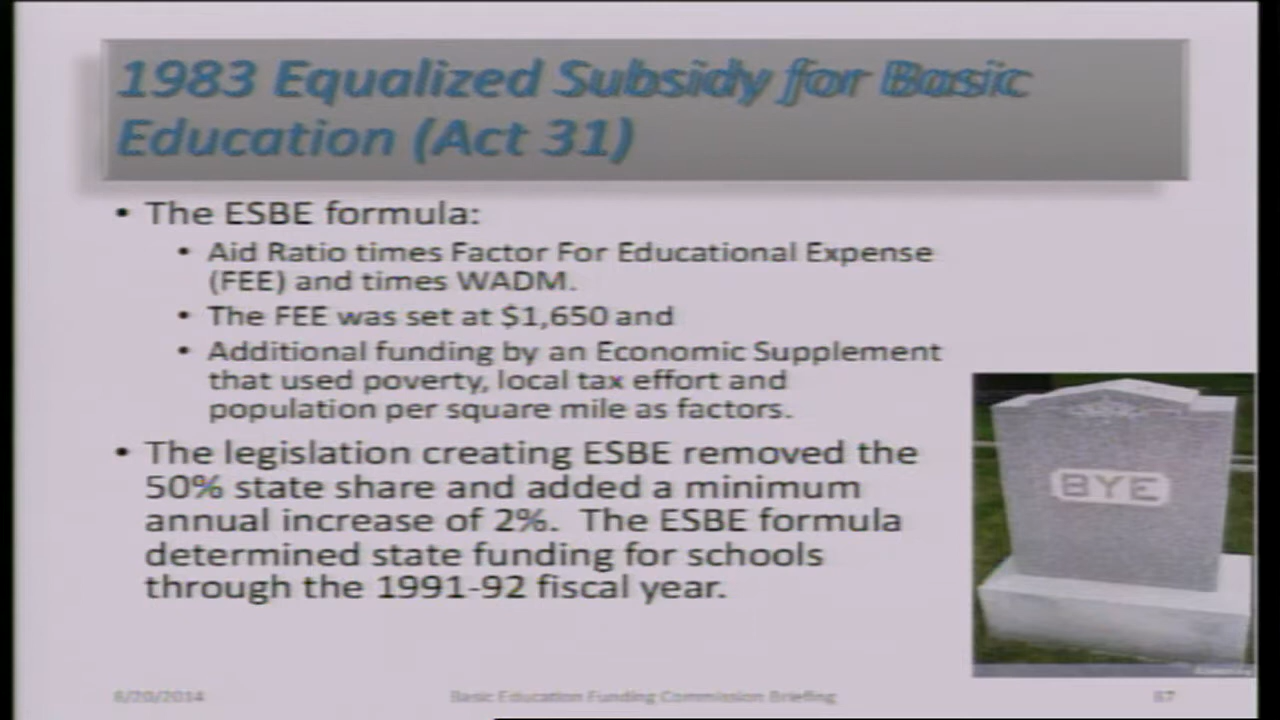 1983 Equalized Subsidy for Basic
Education (Act 31)
• The ESBE formula:
• Aid Ratio times Factor For Educational Expense
(FEE) and times WADM.
• The FEE was set at $1,650 and
• Additional funding by an Economic Supplement
that used poverty, local tax effort and
population per square mile as factors.
• The legislation creating ESBE removed the
50% state share and added a minimum
annual increase of 2%. The ESBE formula
determined state funding for schools
through the 1991-92 fiscal year.
BYE
6/20/2014 Basic Education Funding Commission Briefing